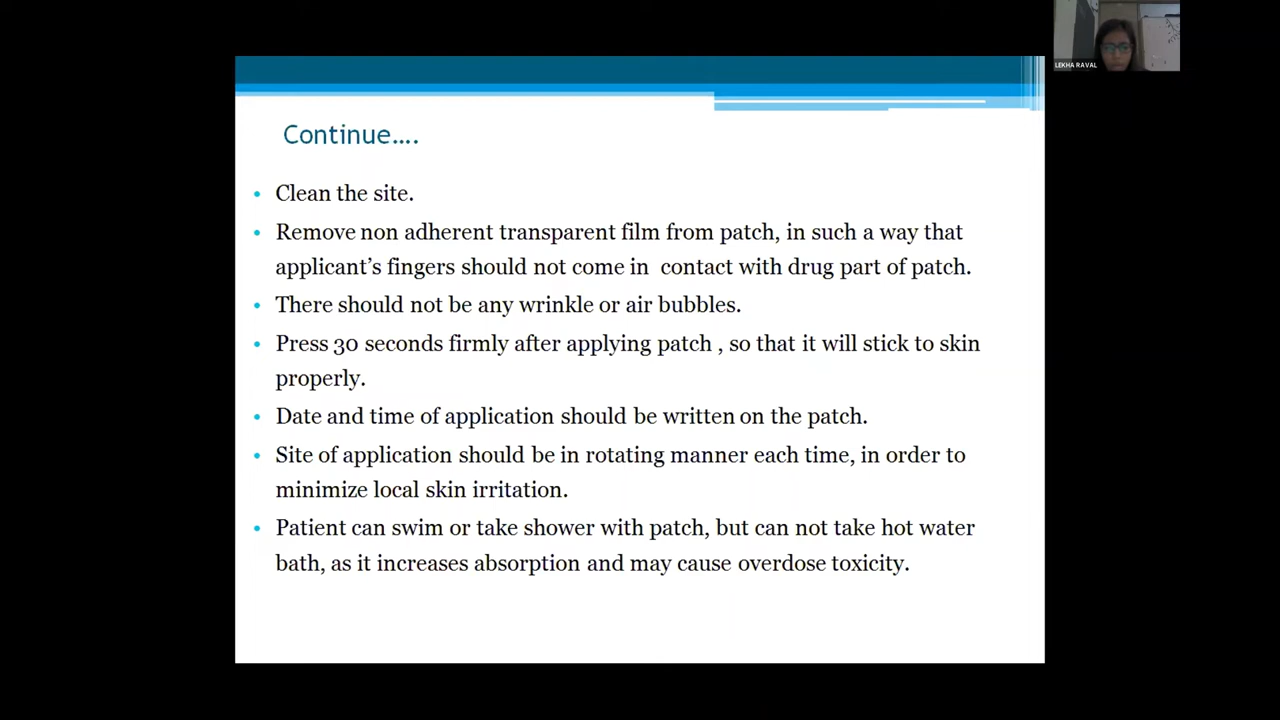 LEKHA RAVAL
Continue….
• Clean the site.
• Remove non adherent transparent film from patch, in such a way that
applicant's fingers should not come in  contact with drug part of patch.
• There should not be any wrinkle or air bubbles.
• Press 30 seconds firmly after applying patch , so that it will stick to skin
properly.
• Date and time of application should be written on the patch.
• Site of application should be in rotating manner each time, in order to
minimize local skin irritation.
• Patient can swim or take shower with patch, but can not take hot water
bath, as it increases absorption and may cause overdose toxicity.